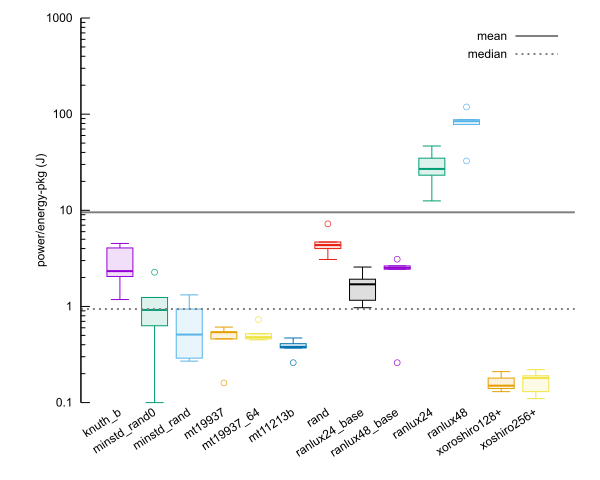 1000
mean
median
100
10
1
0.1
power/energy-pkg (J)
knuth_b
minstd_rand0
minstd_rand
mt19937
mt19937_64
mt11213b
rand
ranlux24_base
ranlux48_base
ranlux24
ranlux48
xoroshiro128+
xoshiro256+